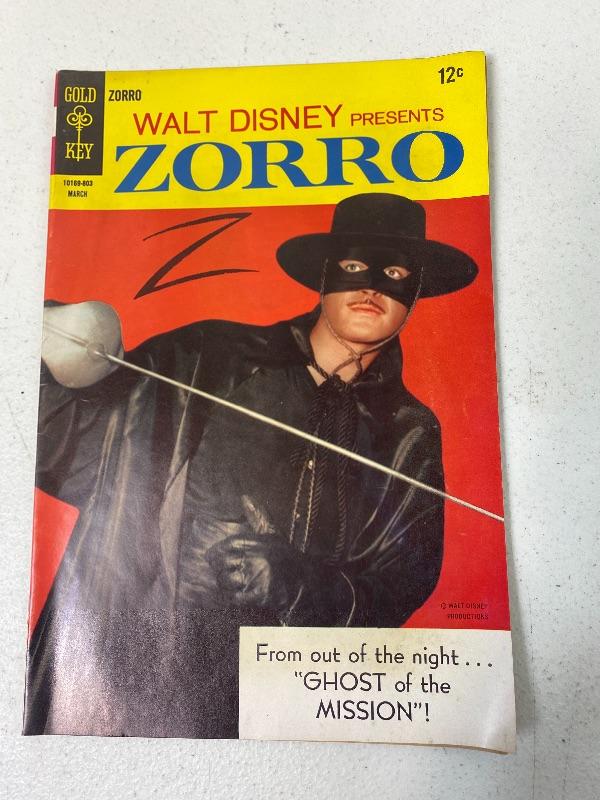 GOLD
KEY
ZORRO
12¢
10169-803
MARCH
WALT DISNEY PRESENTS
ZORRO
Z
© WALT DISNEY
PRODUCTIONS
From out of the night...
"GHOST of the
MISSION"!